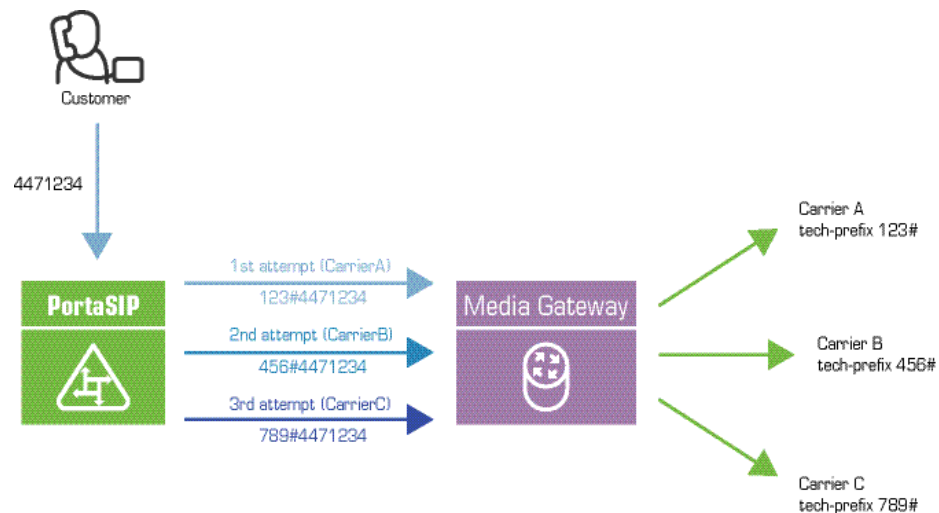 Customer
4471234
PortaSIP
1st attempt (CarrierA)
123#4471234
2nd attempt (CarrierB)
456#4471234
3rd attempt (CarrierC)
789#4471234
Media Gateway
Carrier A
tech-prefix 123#
Carrier B
tech-prefix 456#
Carrier C
tech-prefix 789#